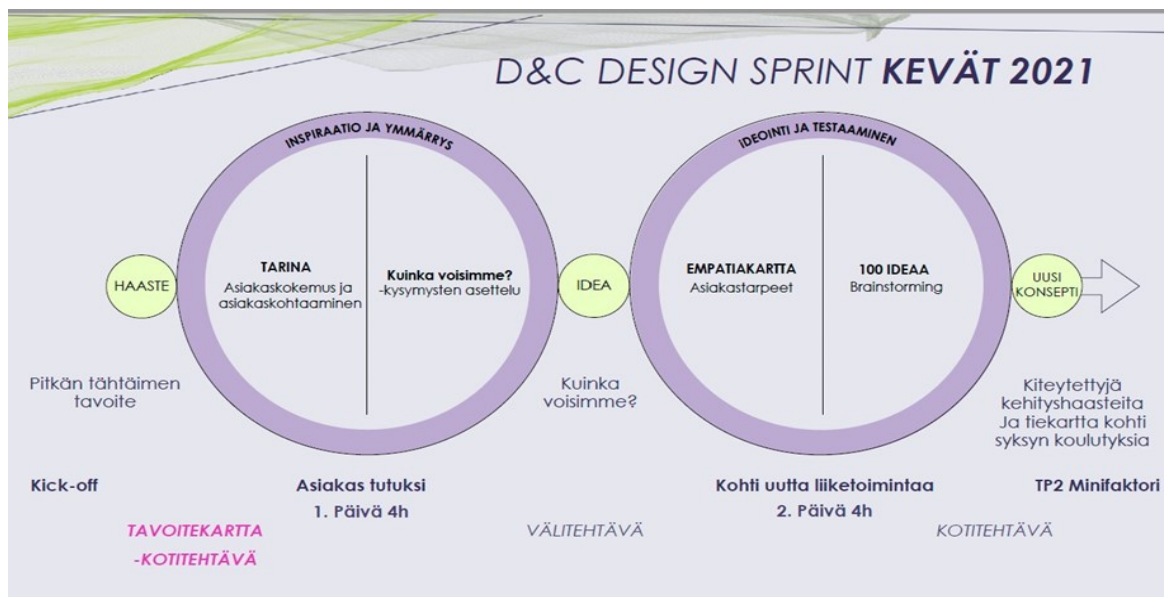 D&C DESIGN SPRINT KEVÄT 2021
INSPIRAATIO JA YMMÄRRYS
IDEOINTI JA TESTAAMINEN
HAASTE
TARINA
Asiakaskokemus ja
asiakaskohtaaminen
Kuinka voisimme?
-kysymysten asettelu
IDEA
EMPATIAKARTTA
Asiakastarpeet
100 IDEAA
Brainstorming
UUSI
KONSEPTI
Pitkän tähtäimen
tavoite
Kuinka
voisimme?
Kiteytettyjä
kehityshaasteita
Ja tiekartta kohti
syksyn koulutyksia
Kick-off
Asiakas tutuksi
1. Päivä 4h
Kohti uutta liiketoimintaa
2. Päivä 4h
TP2 Minifaktori
TAVOITEKARTTA
-KOTITEHTÄVÄ
VÄLITEHTÄVÄ
KOTITEHTÄVÄ